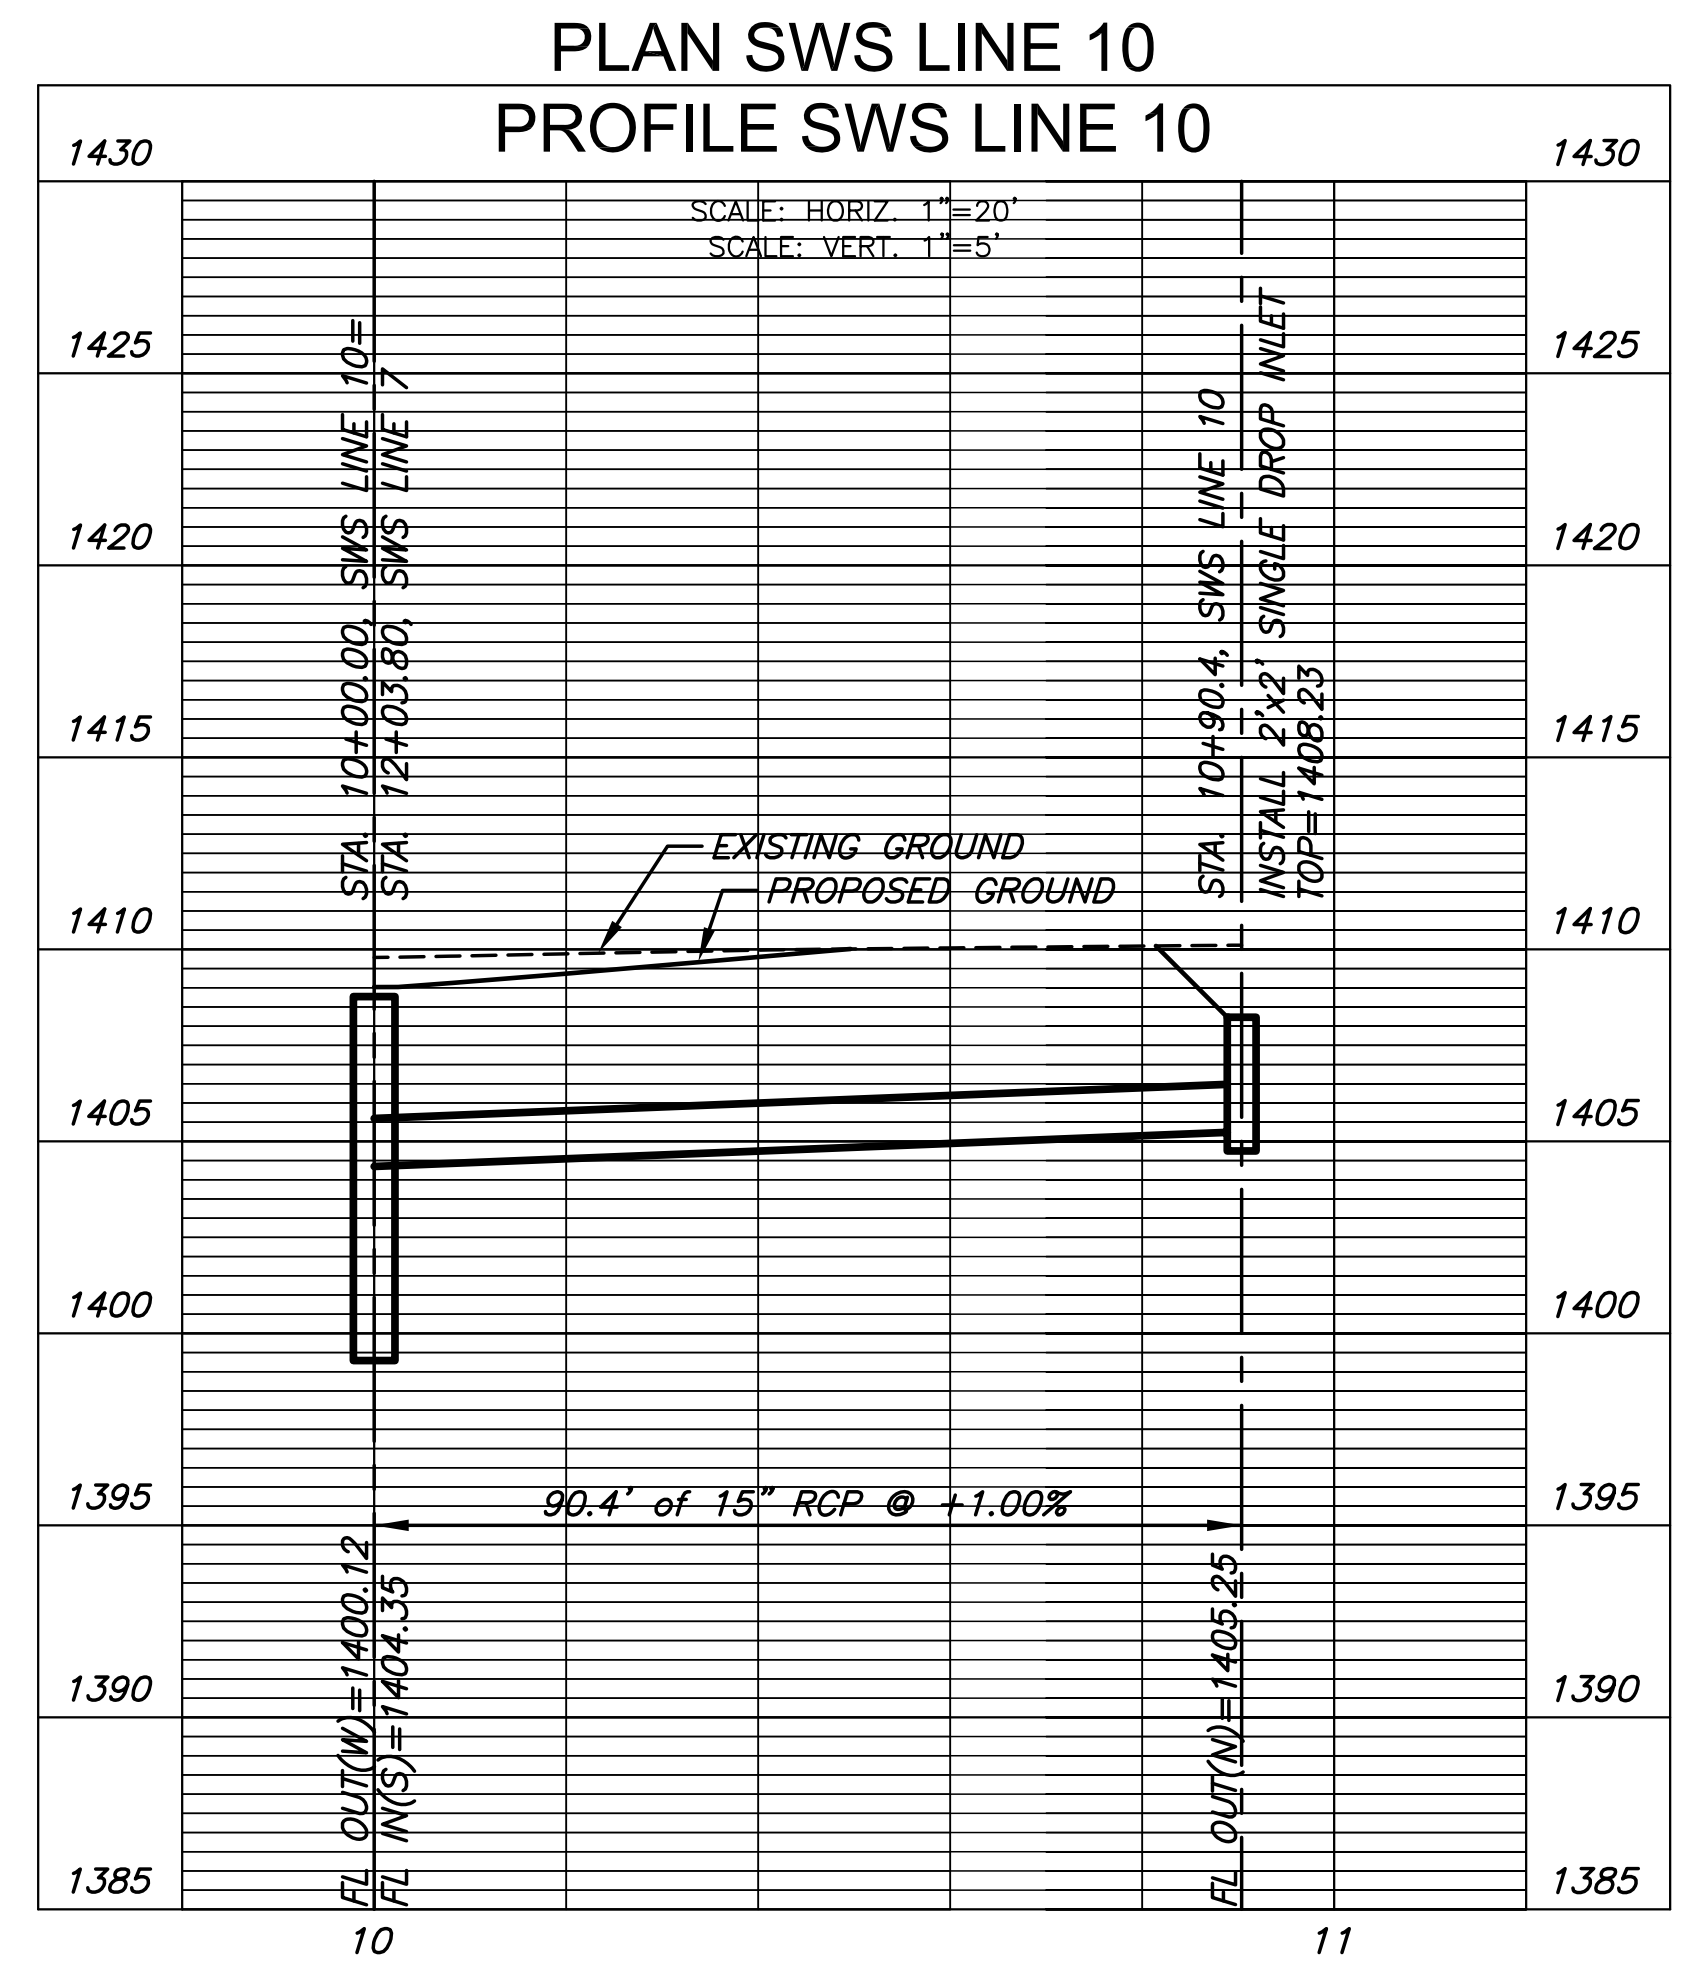 PLAN SWS LINE 10
PROFILE SWS LINE 10
SCALE: HORIZ. 1"=20'
SCALE: VERT. 1"=5'
1430
1430
1425
1425
1420
1420
1415
1415
1410
1410
1405
1405
1400
1400
1395
1395
1390
1390
1385
1385
STA. 10+00.00, SWS LINE 10=
STA. 12+03.80, SWS LINE 7
STA. 10+90.4, SWS LINE 10
INSTALL 2'x2' SINGLE DROP INLET
TOP=1408.23
EXISTING GROUND
PROPOSED GROUND
90.4' of 15" RCP @ +1.00%
FL OUT(W)=1400.12
FL IN(S)=1404.35
FL OUT(N)=1405.25
10
11